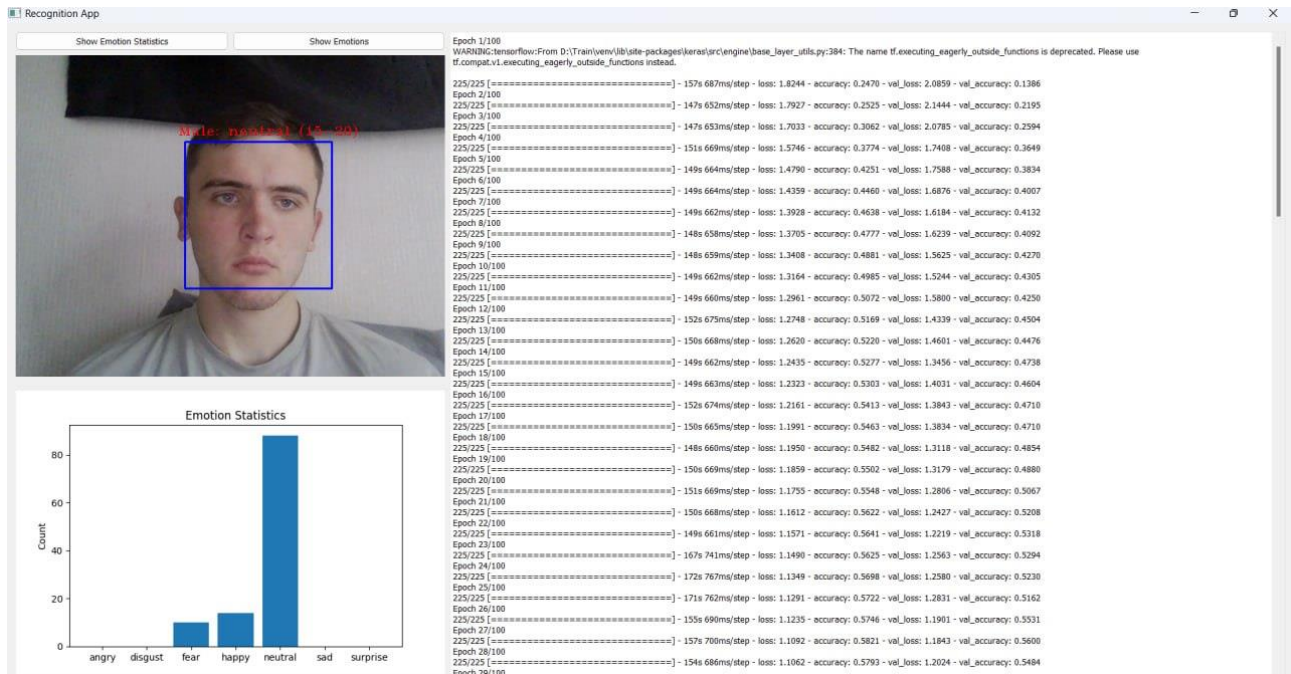 Recognition App
Show Emotion Statistics
Show Emotions
Male: neutral (15, 20)
Emotion Statistics
Count
80
60
40
20
0
angry disgust fear happy neutral sad surprise
Epoch 1/100
WARNING:tensorflow:From D:\Train\venv\lib\site-packages\keras\src\engine\base_layer_utils.py:384: The name tf.executing_eagerly_outside_functions is deprecated. Please use
tf.compat.v1.executing_eagerly_outside_functions instead.
225/225 [==============================] - 157s 687ms/step - loss: 1.8244 - accuracy: 0.2470 - val_loss: 2.0859 - val_accuracy: 0.1386
Epoch 2/100
225/225 [==============================] - 147s 652ms/step - loss: 1.7927 - accuracy: 0.2525 - val_loss: 2.1444 - val_accuracy: 0.2195
Epoch 3/100
225/225 [==============================] - 147s 653ms/step - loss: 1.7033 - accuracy: 0.3062 - val_loss: 2.0785 - val_accuracy: 0.2594
Epoch 4/100
225/225 [==============================] - 151s 669ms/step - loss: 1.5746 - accuracy: 0.3774 - val_loss: 1.7408 - val_accuracy: 0.3649
Epoch 5/100
225/225 [==============================] - 149s 664ms/step - loss: 1.4790 - accuracy: 0.4251 - val_loss: 1.7588 - val_accuracy: 0.3834
Epoch 6/100
225/225 [==============================] - 149s 664ms/step - loss: 1.4359 - accuracy: 0.4460 - val_loss: 1.6876 - val_accuracy: 0.4007
Epoch 7/100
225/225 [==============================] - 149s 662ms/step - loss: 1.3928 - accuracy: 0.4638 - val_loss: 1.6184 - val_accuracy: 0.4132
Epoch 8/100
225/225 [==============================] - 148s 658ms/step - loss: 1.3705 - accuracy: 0.4777 - val_loss: 1.6239 - val_accuracy: 0.4092
Epoch 9/100
225/225 [==============================] - 148s 659ms/step - loss: 1.3408 - accuracy: 0.4881 - val_loss: 1.5625 - val_accuracy: 0.4270
Epoch 10/100
225/225 [==============================] - 149s 662ms/step - loss: 1.3164 - accuracy: 0.4985 - val_loss: 1.5244 - val_accuracy: 0.4305
Epoch 11/100
225/225 [==============================] - 149s 660ms/step - loss: 1.2961 - accuracy: 0.5072 - val_loss: 1.5800 - val_accuracy: 0.4250
Epoch 12/100
225/225 [==============================] - 152s 675ms/step - loss: 1.2748 - accuracy: 0.5169 - val_loss: 1.4339 - val_accuracy: 0.4504
Epoch 13/100
225/225 [==============================] - 150s 668ms/step - loss: 1.2620 - accuracy: 0.5220 - val_loss: 1.4601 - val_accuracy: 0.4476
Epoch 14/100
225/225 [==============================] - 149s 662ms/step - loss: 1.2435 - accuracy: 0.5277 - val_loss: 1.3456 - val_accuracy: 0.4738
Epoch 15/100
225/225 [==============================] - 149s 663ms/step - loss: 1.2323 - accuracy: 0.5303 - val_loss: 1.4031 - val_accuracy: 0.4604
Epoch 16/100
225/225 [==============================] - 152s 674ms/step - loss: 1.2161 - accuracy: 0.5413 - val_loss: 1.3843 - val_accuracy: 0.4710
Epoch 17/100
225/225 [==============================] - 150s 665ms/step - loss: 1.1991 - accuracy: 0.5463 - val_loss: 1.3834 - val_accuracy: 0.4710
Epoch 18/100
225/225 [==============================] - 148s 660ms/step - loss: 1.1950 - accuracy: 0.5482 - val_loss: 1.3118 - val_accuracy: 0.4854
Epoch 19/100
225/225 [==============================] - 150s 669ms/step - loss: 1.1859 - accuracy: 0.5502 - val_loss: 1.3179 - val_accuracy: 0.4880
Epoch 20/100
225/225 [==============================] - 151s 669ms/step - loss: 1.1755 - accuracy: 0.5548 - val_loss: 1.2806 - val_accuracy: 0.5067
Epoch 21/100
225/225 [==============================] - 150s 668ms/step - loss: 1.1612 - accuracy: 0.5622 - val_loss: 1.2427 - val_accuracy: 0.5208
Epoch 22/100
225/225 [==============================] - 149s 661ms/step - loss: 1.1571 - accuracy: 0.5641 - val_loss: 1.2219 - val_accuracy: 0.5318
Epoch 23/100
225/225 [==============================] - 167s 741ms/step - loss: 1.1490 - accuracy: 0.5625 - val_loss: 1.2563 - val_accuracy: 0.5294
Epoch 24/100
225/225 [==============================] - 172s 767ms/step - loss: 1.1349 - accuracy: 0.5698 - val_loss: 1.2580 - val_accuracy: 0.5230
Epoch 25/100
225/225 [==============================] - 171s 762ms/step - loss: 1.1291 - accuracy: 0.5722 - val_loss: 1.2831 - val_accuracy: 0.5162
Epoch 26/100
225/225 [==============================] - 155s 690ms/step - loss: 1.1235 - accuracy: 0.5746 - val_loss: 1.1901 - val_accuracy: 0.5531
Epoch 27/100
225/225 [==============================] - 157s 700ms/step - loss: 1.1092 - accuracy: 0.5821 - val_loss: 1.1843 - val_accuracy: 0.5600
Epoch 28/100
225/225 [==============================] - 154s 686ms/step - loss: 1.1062 - accuracy: 0.5793 - val_loss: 1.2024 - val_accuracy: 0.5484
Epoch 29/100